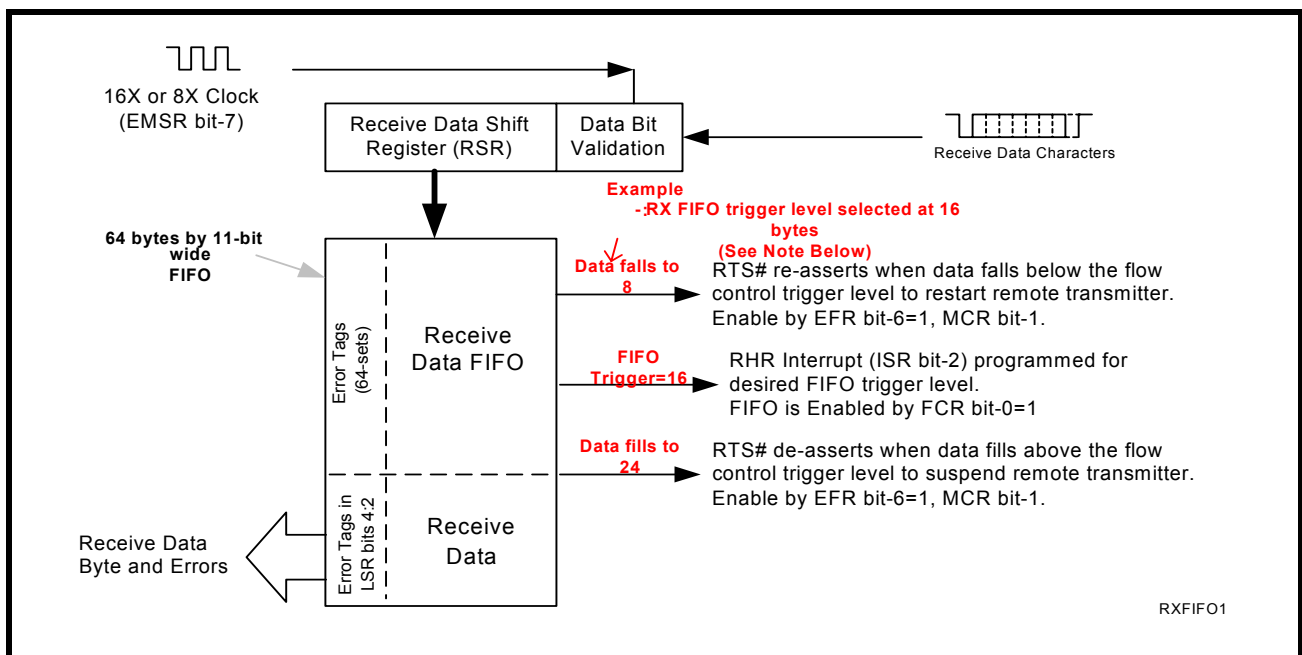 16X or 8X Clock
(EMSR bit-7)
Receive Data Shift
Register (RSR)
Data Bit
Validation
Receive Data Characters
Example
-:RX FIFO trigger level selected at 16
bytes
(See Note Below)
64 bytes by 11-bit
wide
FIFO
Data falls to
8
RTS# re-asserts when data falls below the flow
control trigger level to restart remote transmitter.
Enable by EFR bit-6=1, MCR bit-1.
Error Tags
(64-sets)
Receive
Data FIFO
FIFO
Trigger=16
RHR Interrupt (ISR bit-2) programmed for
desired FIFO trigger level.
FIFO is Enabled by FCR bit-0=1
Data fills to
24
RTS# de-asserts when data fills above the flow
control trigger level to suspend remote transmitter.
Enable by EFR bit-6=1, MCR bit-1.
Receive Data
Byte and Errors
Error Tags in
LSR bits 4:2
Receive
Data
RXFIFO1